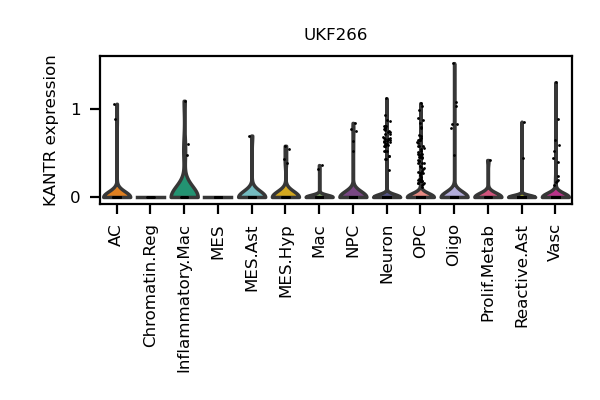 UKF266
KANTR expression
1
0
AC
Chromatin.Reg
Inflammatory.Mac
MES
MES.Ast
MES.Hyp
Mac
NPC
Neuron
OPC
Oligo
Prolif.Metab
Reactive.Ast
Vasc